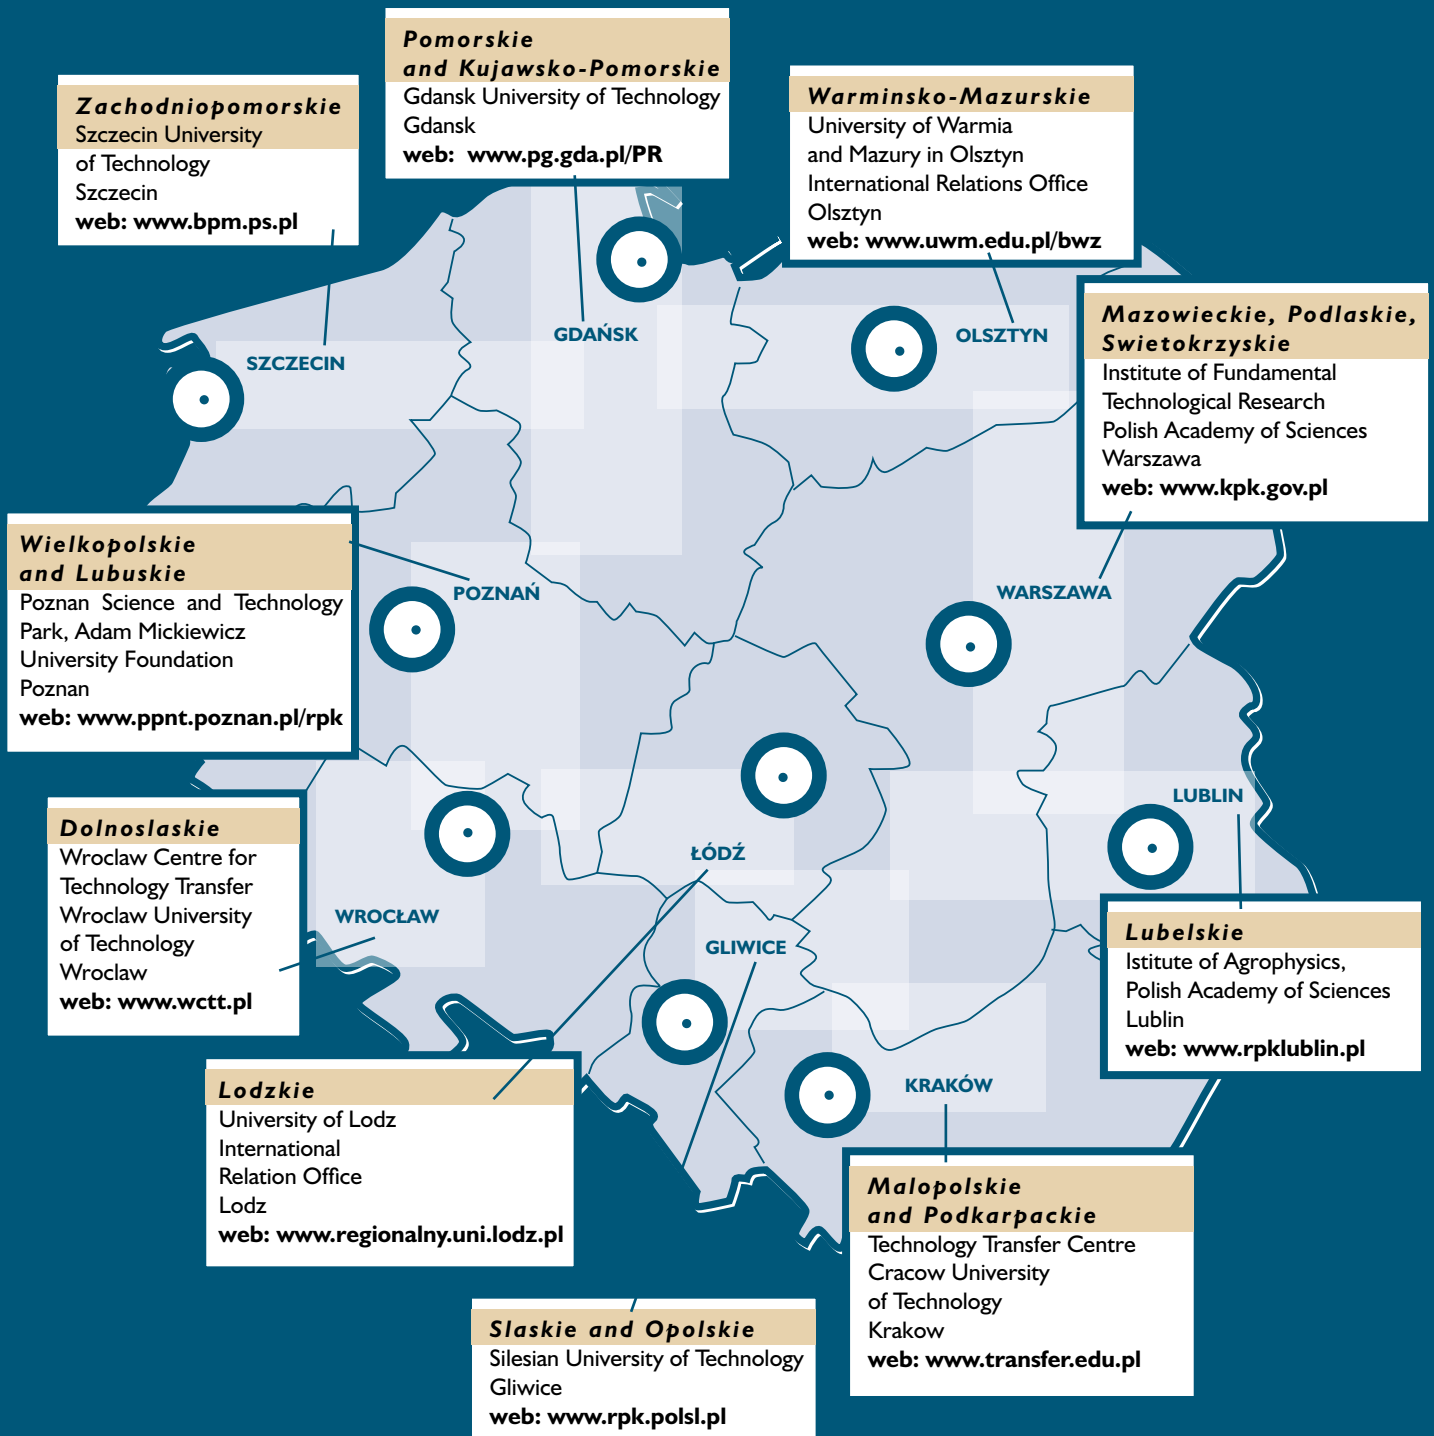 Pomorskie
and Kujawsko-Pomorskie
Gdansk University of Technology
Gdansk
web: www.pg.gda.pl/PR
Zachodniopomorskie
Szczecin University
of Technology
Szczecin
web: www.bpm.ps.pl
Warminsko-Mazurskie
University of Warmia
and Mazury in Olsztyn
International Relations Office
Olsztyn
web: www.uwm.edu.pl/bwz
Mazowieckie, Podlaskie,
Swietokrzyskie
Institute of Fundamental
Technological Research
Polish Academy of Sciences
Warszawa
web: www.kpk.gov.pl
GDAŃSK
OLSZTYN
SZCZECIN
Wielkopolskie
and Lubuskie
Poznan Science and Technology
Park, Adam Mickiewicz
University Foundation
Poznan
web: www.ppnt.poznan.pl/rpk
POZNAŃ
WARSZAWA
LUBLIN
Dolnoslaskie
Wroclaw Centre for
Technology Transfer
Wroclaw University
of Technology
Wroclaw
web: www.wctt.pl
ŁÓDŹ
WROCŁAW
GLIWICE
Lubelskie
Istitute of Agrophysics,
Polish Academy of Sciences
Lublin
web: www.rpklublin.pl
KRAKÓW
Lodzkie
University of Lodz
International
Relation Office
Lodz
web: www.regionalny.uni.lodz.pl
Malopolskie
and Podkarpackie
Technology Transfer Centre
Cracow University
of Technology
Krakow
web: www.transfer.edu.pl
Slaskie and Opolskie
Silesian University of Technology
Gliwice
web: www.rpk.polsl.pl